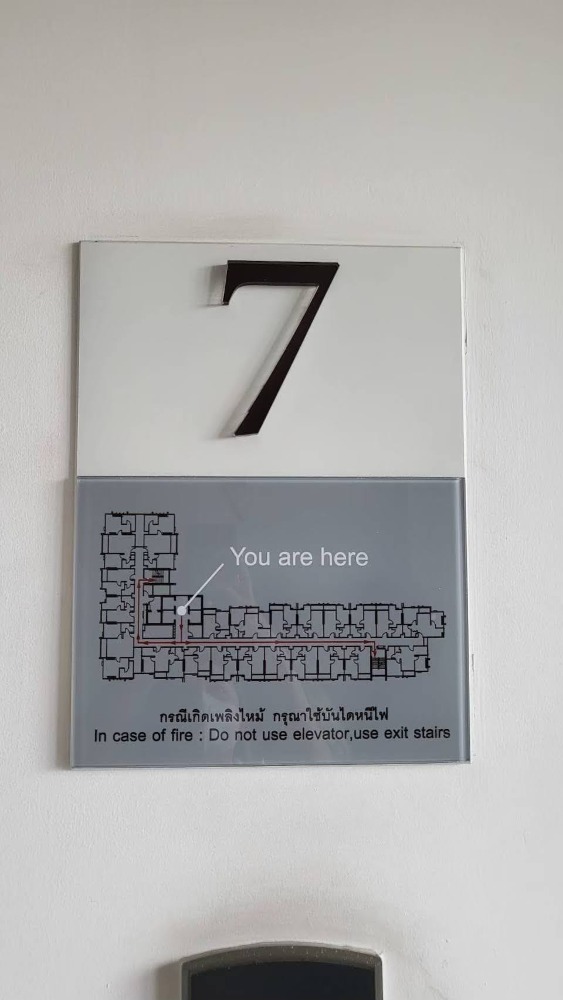 7
You are here
กรณีเกิดเพลิงไหม้ กรุณาใช้บันไดหนีไฟ
In case of fire : Do not use elevator,use exit stairs